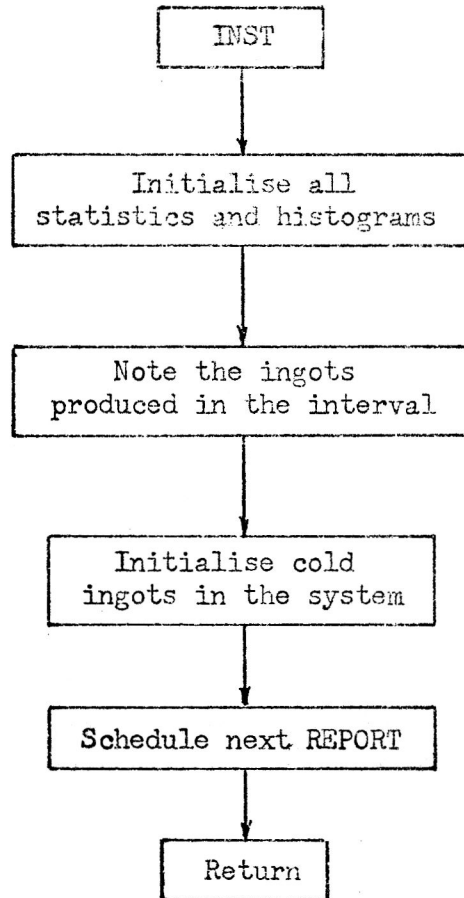 INST
Initialise all
statistics and histograms
Note the ingots
produced in the interval
Initialise cold
ingots in the system
Schedule next REPORT
Return